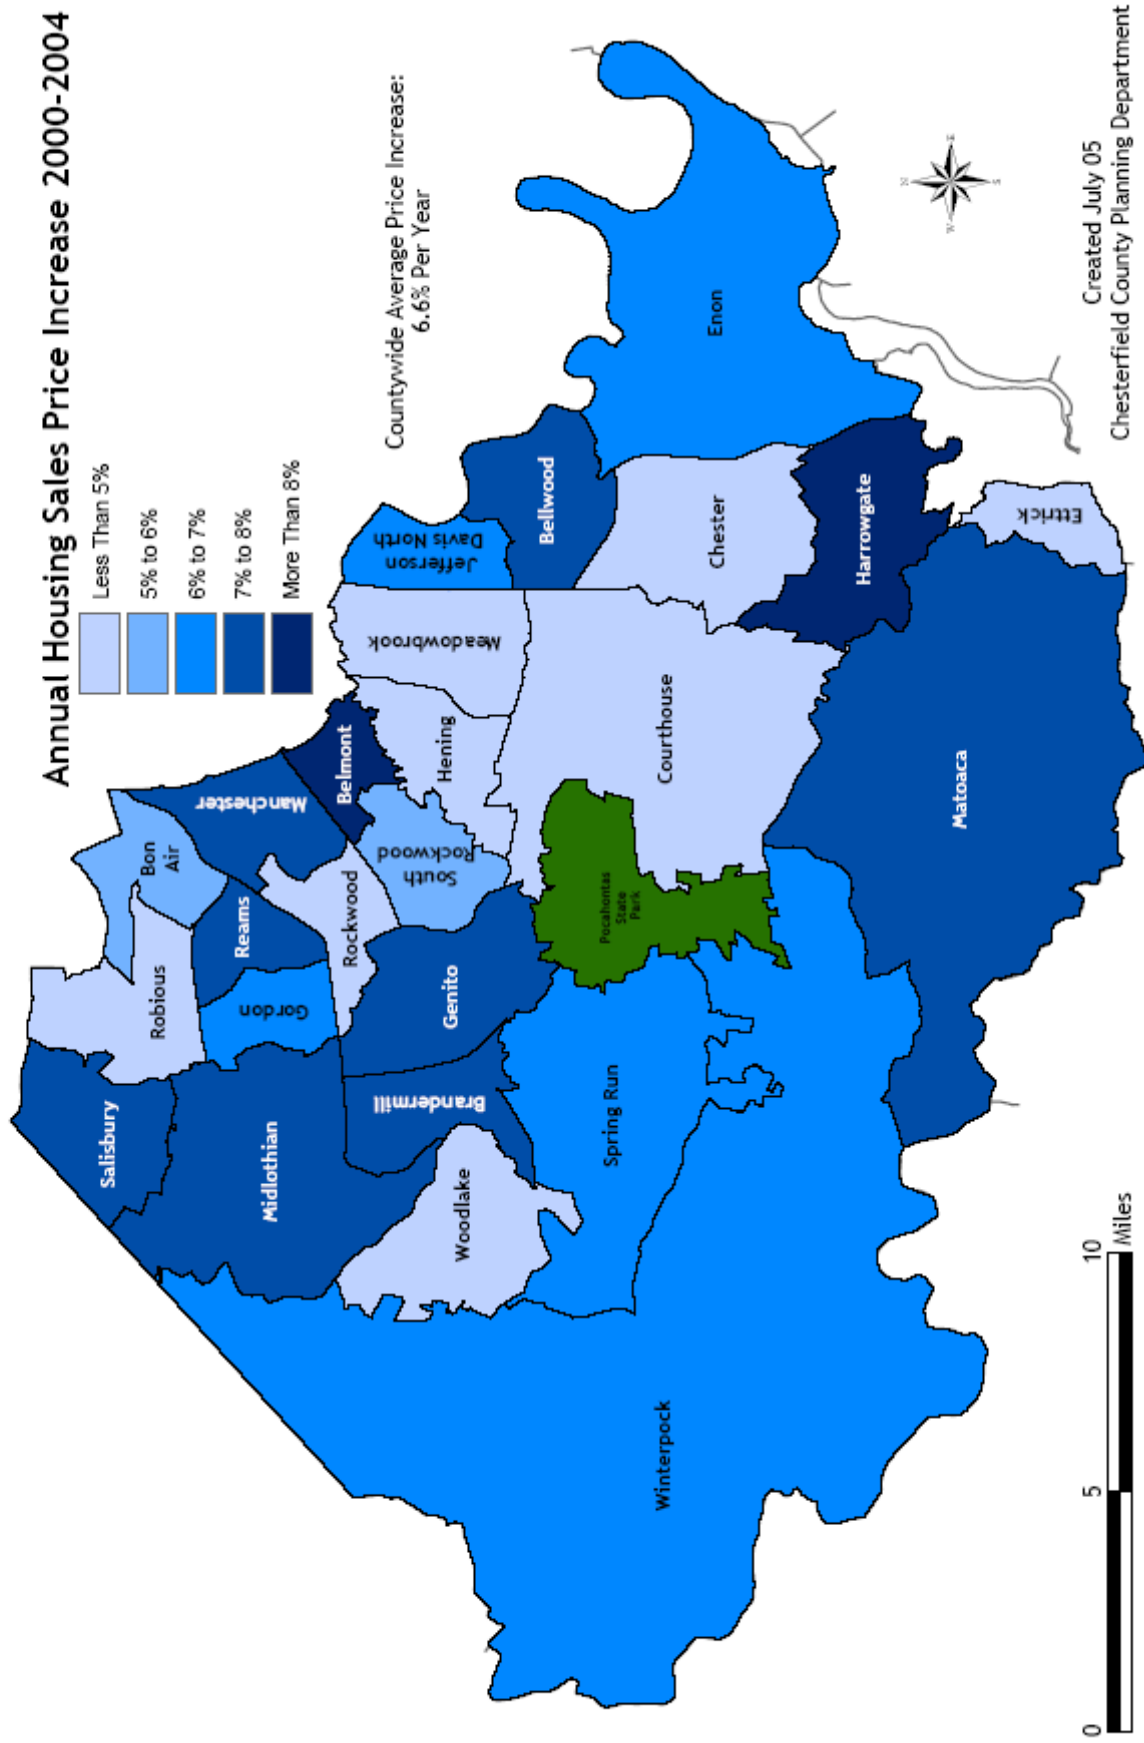 Annual Housing Sales Price Increase 2000-2004
Less Than 5%
5% to 6%
6% to 7%
7% to 8%
More Than 8%
Countywide Average Price Increase:
6.6% Per Year
Salisbury
Robious
Bon
Air
Manchester
Midlothian
Gordon
Reams
Belmont
Rockwood
Brandermill
Genito
South
Rockwood
Hening
Meadowbrook
Jefferson
Davis North
Woodlake
Bellwood
Spring Run
Pocahontas
State
Park
Courthouse
Chester
Enon
Winterpock
Harrowgate
Matoaca
Ettrick
N
W
E
S
0
5
10
Miles
Created July 05
Chesterfield County Planning Department